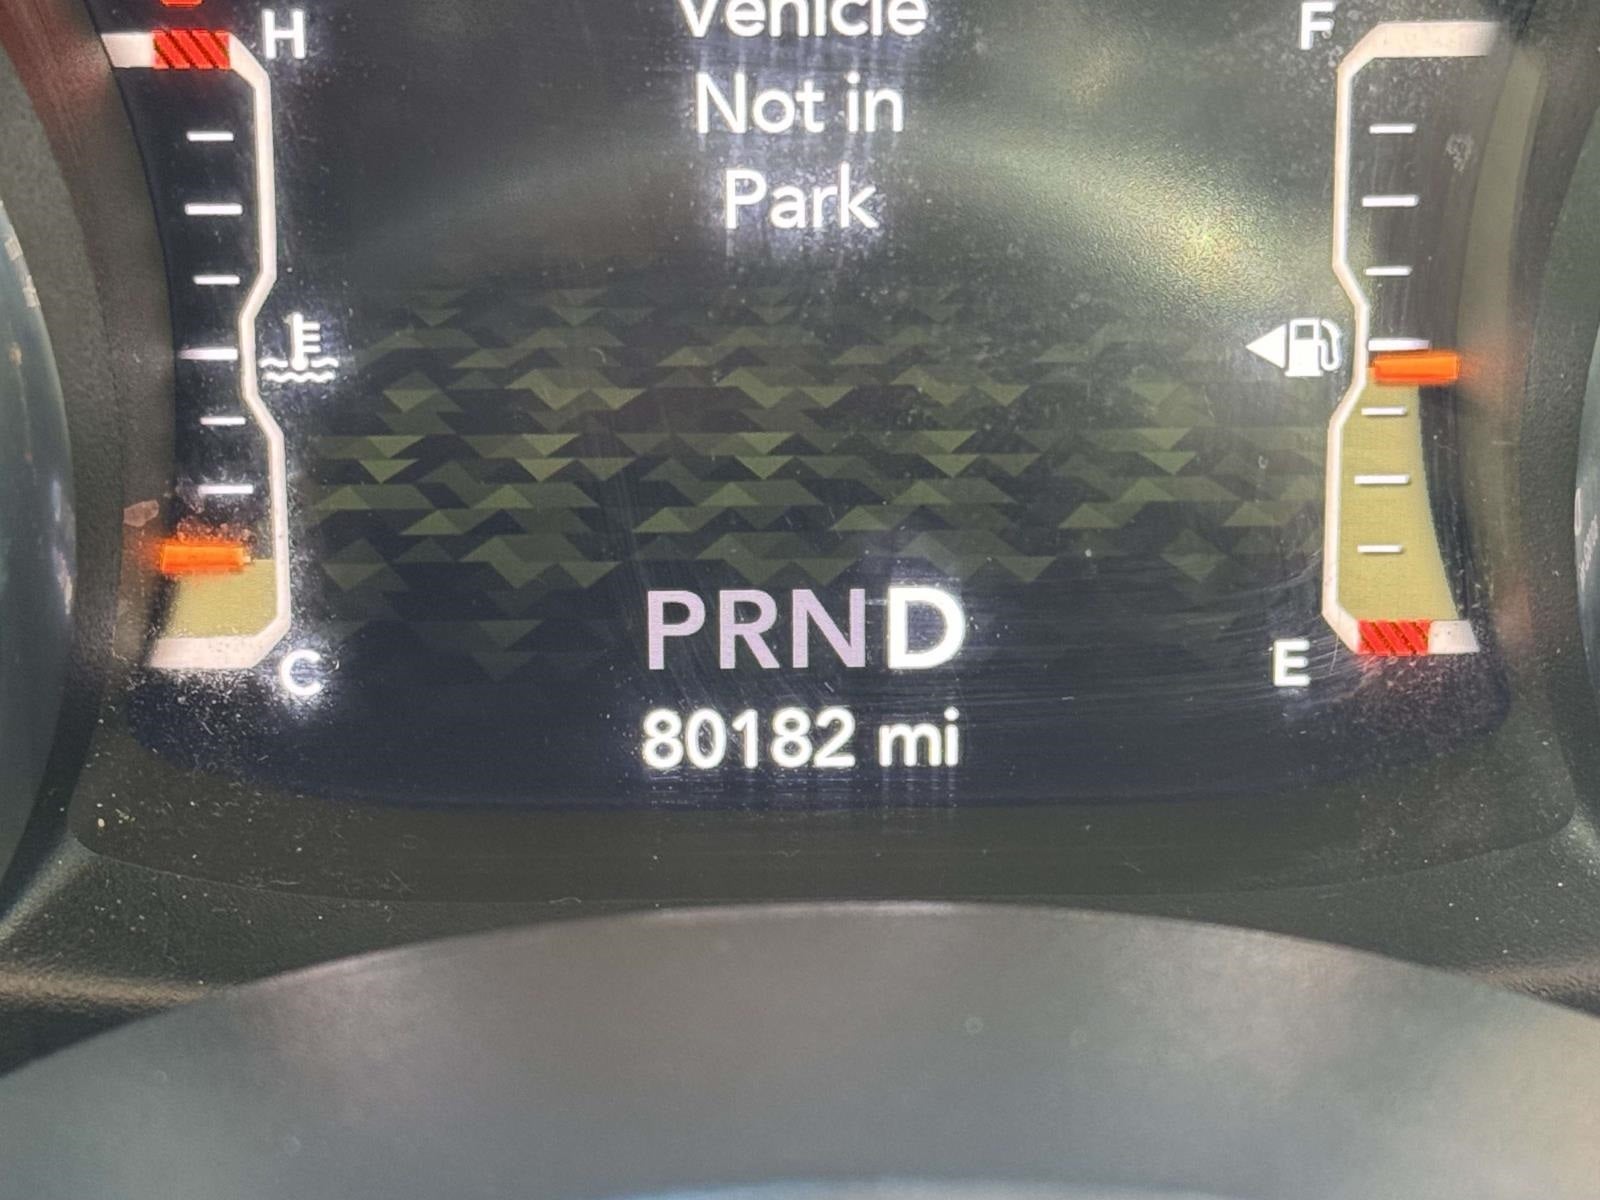 H
F
Vehicle
Not in
Park
PRND
C
E
80182 mi